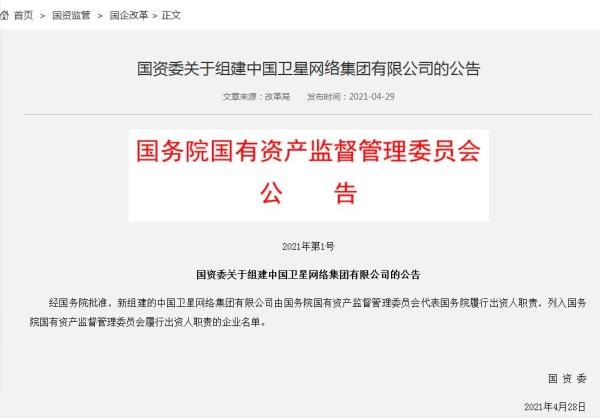 首页 > 国资监管 > 国企改革 > 正文
国资委关于组建中国卫星网络集团有限公司的公告
文章来源：改革局 发布时间：2021-04-29
国务院国有资产监督管理委员会
公 告
2021年第1号
国资委关于组建中国卫星网络集团有限公司的公告
经国务院批准，新组建的中国卫星网络集团有限公司由国务院国有资产监督管理委员会代表国务院履行出资人职责，列入国务
院国有资产监督管理委员会履行出资人职责的企业名单。
国 资 委
2021年4月28日